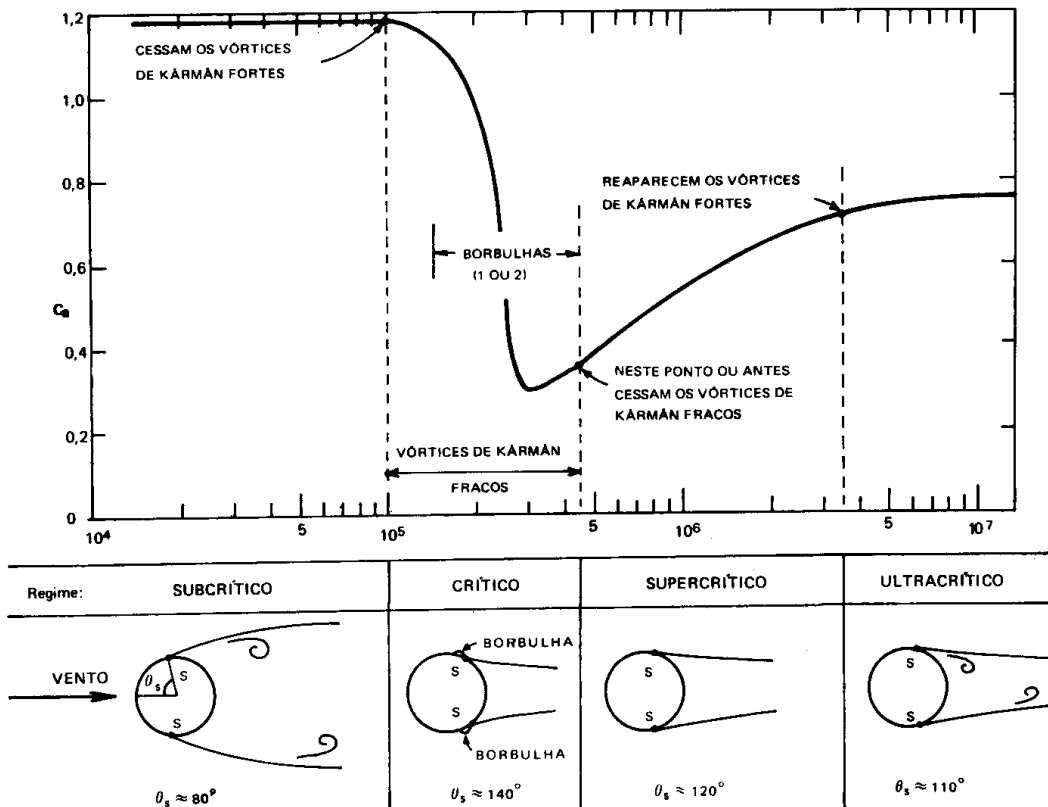 1,2
CESSAM OS VÓRTICES
DE KÁRMÁN FORTES
1,0
0,8
REAPARECEM OS VÓRTICES
DE KÁRMÁN FORTES
BORBULHAS
(1 OU 2)
0,6
Ca
0,4
NESTE PONTO OU ANTES
CESSAM OS VÓRTICES DE
KÁRMÁN FRACOS
0,2
VÓRTICES DE KÁRMÁN
FRACOS
0
10⁴ 5 10⁵ 5 10⁶ 5 10⁷
Regime: SUBCRÍTICO CRÍTICO SUPERCRÍTICO ULTRACRÍTICO
BORBULHA
VENTO θs S S S S
S S S S
BORBULHA
θs ≈ 80° θs ≈ 140° θs ≈ 120° θs ≈ 110°